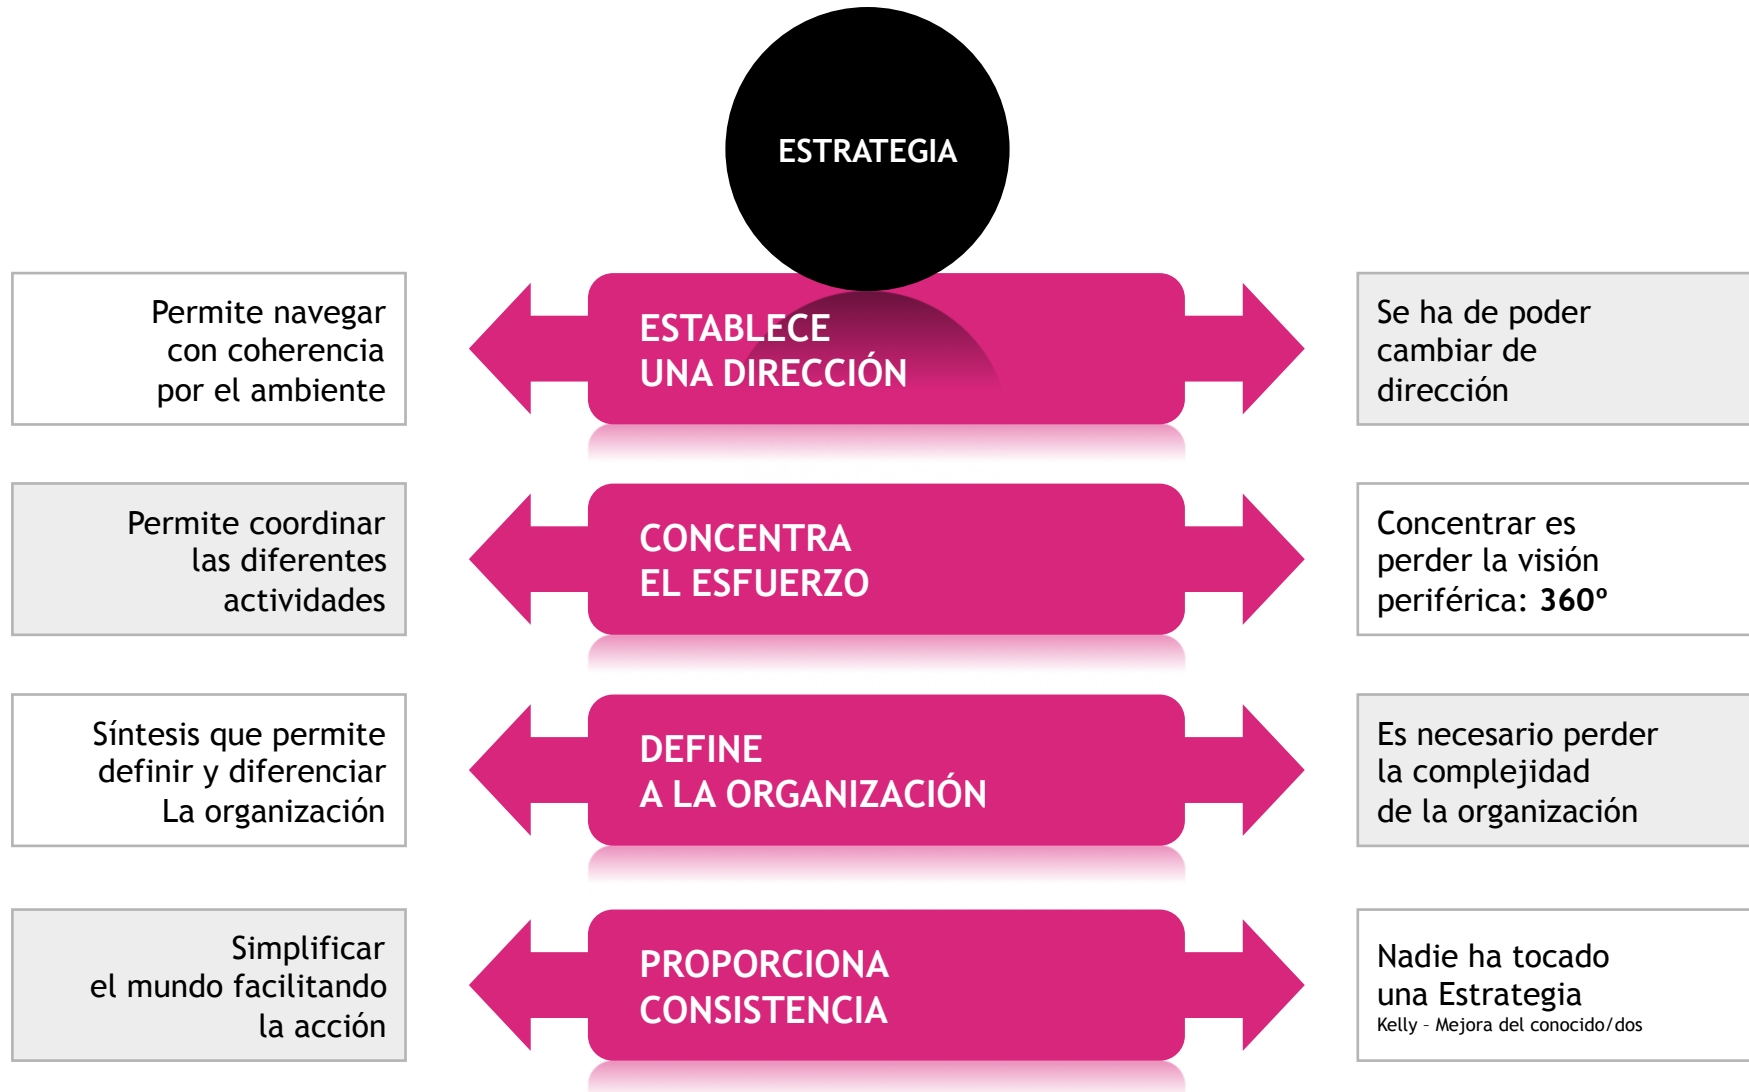 ESTRATEGIA
Permite navegar
con coherencia
por el ambiente
ESTABLECE
UNA DIRECCIÓN
Se ha de poder
cambiar de
dirección
Permite coordinar
las diferentes
actividades
CONCENTRA
EL ESFUERZO
Concentrar es
perder la visión
periférica: 360º
Síntesis que permite
definir y diferenciar
La organización
DEFINE
A LA ORGANIZACIÓN
Es necesario perder
la complejidad
de la organización
Simplificar
el mundo facilitando
la acción
PROPORCIONA
CONSISTENCIA
Nadie ha tocado
una Estrategia
Kelly - Mejora del conocido/dos